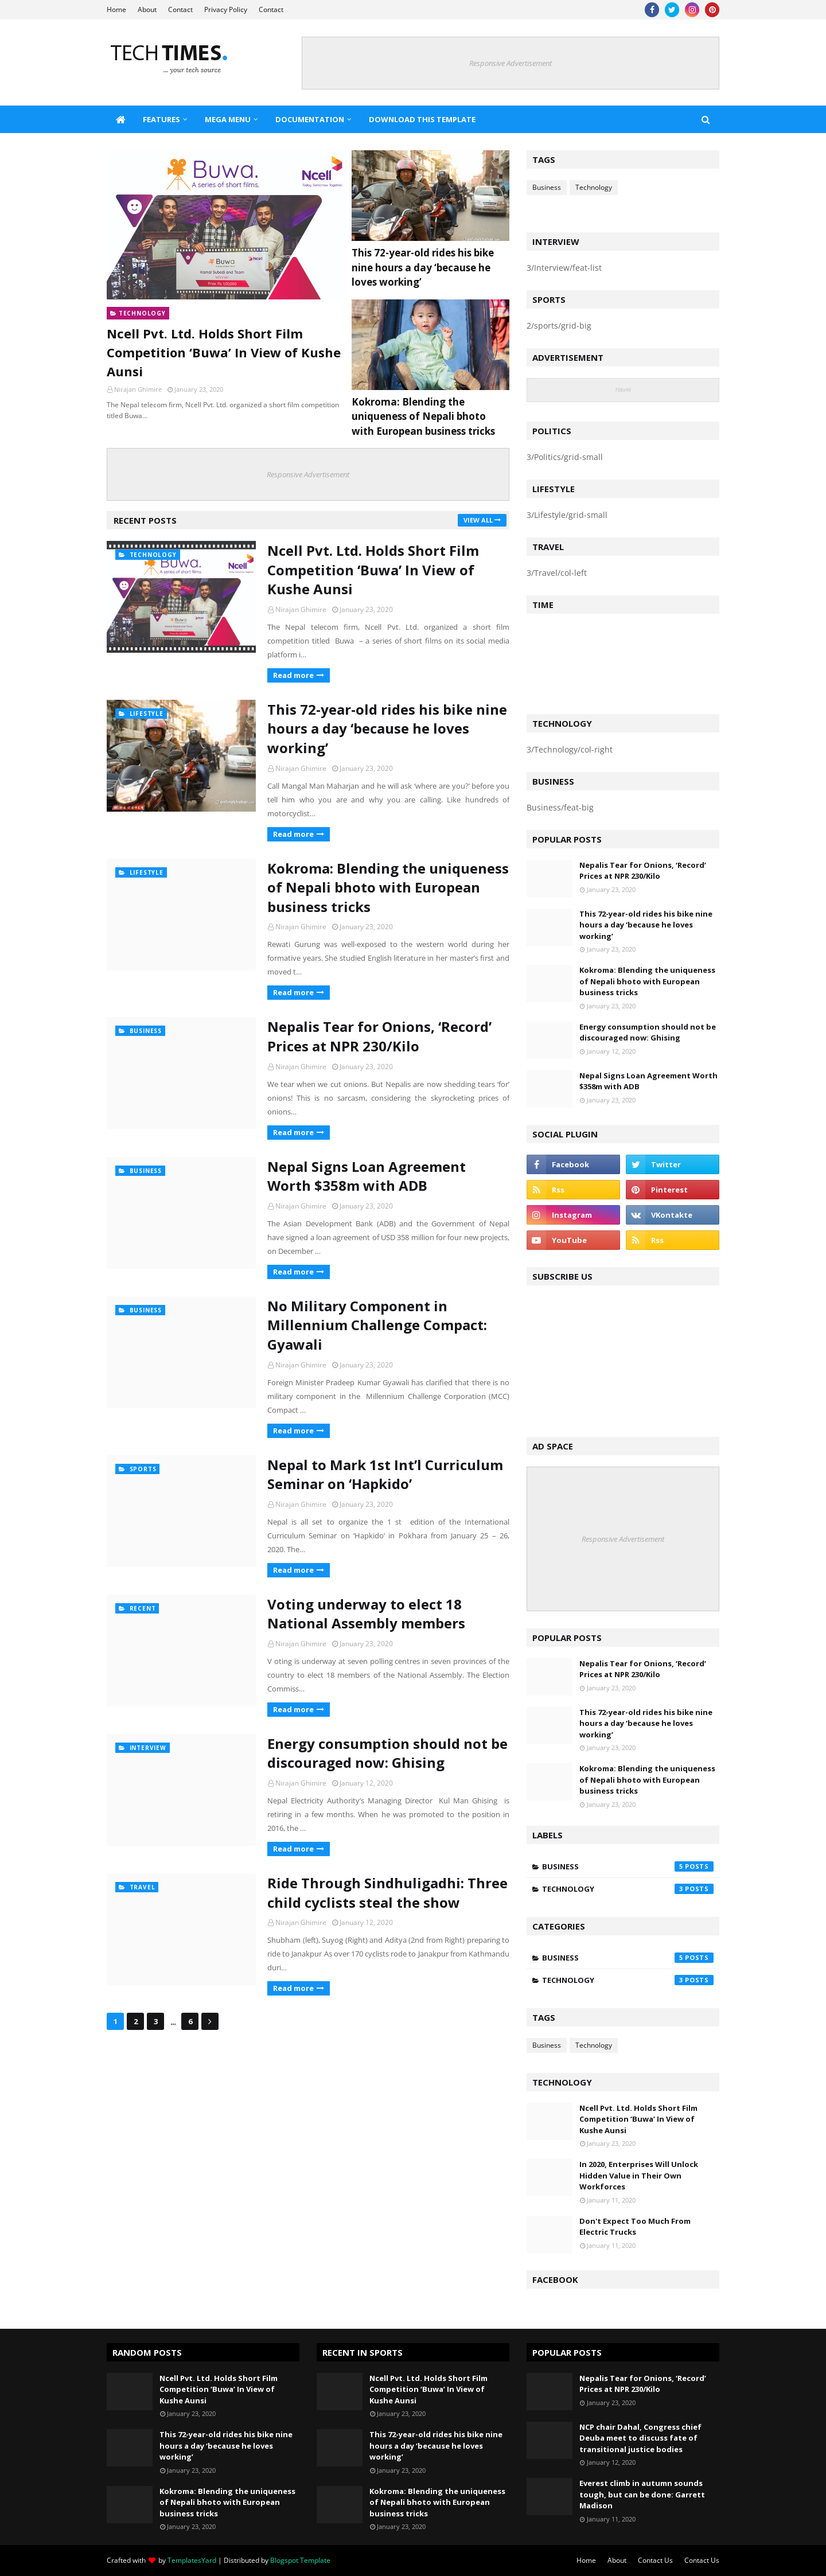 Home About Contact Privacy Policy Contact
TECH TIMES.
... your tech source
Responsive Advertisement
FEATURES MEGA MENU DOCUMENTATION DOWNLOAD THIS TEMPLATE
Buwa.
A series of short films.
Ncell
TECHNOLOGY
Ncell Pvt. Ltd. Holds Short Film
Competition ‘Buwa’ In View of Kushe
Aunsi
Nirajan Ghimire January 23, 2020
The Nepal telecom firm, Ncell Pvt. Ltd. organized a short film competition
titled Buwa...
This 72-year-old rides his bike
nine hours a day ‘because he
loves working’
Kokroma: Blending the
uniqueness of Nepali bhoto
with European business tricks
Responsive Advertisement
RECENT POSTS
VIEW ALL
TECHNOLOGY
Ncell Pvt. Ltd. Holds Short Film
Competition ‘Buwa’ In View of
Kushe Aunsi
Nirajan Ghimire January 23, 2020
The Nepal telecom firm, Ncell Pvt. Ltd. organized a short film
competition titled Buwa – a series of short films on its social media
platform i...
Read more
LIFESTYLE
This 72-year-old rides his bike nine
hours a day ‘because he loves
working’
Nirajan Ghimire January 23, 2020
Call Mangal Man Maharjan and he will ask ‘where are you?’ before you
tell him who you are and why you are calling. Like hundreds of
motorcyclist...
Read more
LIFESTYLE
Kokroma: Blending the uniqueness
of Nepali bhoto with European
business tricks
Nirajan Ghimire January 23, 2020
Rewati Gurung was well-exposed to the western world during her
formative years. She studied English literature in her master’s first and
moved t...
Read more
BUSINESS
Nepalis Tear for Onions, ‘Record’
Prices at NPR 230/Kilo
Nirajan Ghimire January 23, 2020
We tear when we cut onions. But Nepalis are now shedding tears ‘for’
onions! This is no sarcasm, considering the skyrocketing prices of
onions...
Read more
BUSINESS
Nepal Signs Loan Agreement
Worth $358m with ADB
Nirajan Ghimire January 23, 2020
The Asian Development Bank (ADB) and the Government of Nepal
have signed a loan agreement of USD 358 million for four new projects,
on December ...
Read more
BUSINESS
No Military Component in
Millennium Challenge Compact:
Gyawali
Nirajan Ghimire January 23, 2020
Foreign Minister Pradeep Kumar Gyawali has clarified that there is no
military component in the Millennium Challenge Corporation (MCC)
Compact ...
Read more
SPORTS
Nepal to Mark 1st Int’l Curriculum
Seminar on ‘Hapkido’
Nirajan Ghimire January 23, 2020
Nepal is all set to organize the 1 st edition of the International
Curriculum Seminar on ‘Hapkido’ in Pokhara from January 25 – 26,
2020. The...
Read more
RECENT
Voting underway to elect 18
National Assembly members
Nirajan Ghimire January 23, 2020
V oting is underway at seven polling centres in seven provinces of the
country to elect 18 members of the National Assembly. The Election
Commiss...
Read more
INTERVIEW
Energy consumption should not be
discouraged now: Ghising
Nirajan Ghimire January 12, 2020
Nepal Electricity Authority’s Managing Director Kul Man Ghising is
retiring in a few months. When he was promoted to the position in
2016, the ...
Read more
TRAVEL
Ride Through Sindhuligadhi: Three
child cyclists steal the show
Nirajan Ghimire January 12, 2020
Shubham (left), Suyog (Right) and Aditya (2nd from Right) preparing to
ride to Janakpur As over 170 cyclists rode to Janakpur from Kathmandu
duri...
Read more
1 2 3 ... 6
TAGS
Business Technology
INTERVIEW
3/Interview/feat-list
SPORTS
2/sports/grid-big
ADVERTISEMENT
POLITICS
3/Politics/grid-small
LIFESTYLE
3/Lifestyle/grid-small
TRAVEL
3/Travel/col-left
TIME
TECHNOLOGY
3/Technology/col-right
BUSINESS
Business/feat-big
POPULAR POSTS
Nepalis Tear for Onions, ‘Record’
Prices at NPR 230/Kilo
January 23, 2020
This 72-year-old rides his bike nine
hours a day ‘because he loves
working’
January 23, 2020
Kokroma: Blending the uniqueness
of Nepali bhoto with European
business tricks
January 23, 2020
Energy consumption should not be
discouraged now: Ghising
January 12, 2020
Nepal Signs Loan Agreement Worth
$358m with ADB
January 23, 2020
SOCIAL PLUGIN
Facebook Twitter
Rss Pinterest
Instagram VKontakte
YouTube Rss
SUBSCRIBE US
AD SPACE
Responsive Advertisement
POPULAR POSTS
Nepalis Tear for Onions, ‘Record’
Prices at NPR 230/Kilo
January 23, 2020
This 72-year-old rides his bike nine
hours a day ‘because he loves
working’
January 23, 2020
Kokroma: Blending the uniqueness
of Nepali bhoto with European
business tricks
January 23, 2020
LABELS
BUSINESS 5 POSTS
TECHNOLOGY 3 POSTS
CATEGORIES
BUSINESS 5 POSTS
TECHNOLOGY 3 POSTS
TAGS
Business Technology
TECHNOLOGY
Ncell Pvt. Ltd. Holds Short Film
Competition ‘Buwa’ In View of
Kushe Aunsi
January 23, 2020
In 2020, Enterprises Will Unlock
Hidden Value in Their Own
Workforces
January 11, 2020
Don't Expect Too Much From
Electric Trucks
January 11, 2020
FACEBOOK
RANDOM POSTS
Ncell Pvt. Ltd. Holds Short Film
Competition ‘Buwa’ In View of
Kushe Aunsi
January 23, 2020
This 72-year-old rides his bike nine
hours a day ‘because he loves
working’
January 23, 2020
Kokroma: Blending the uniqueness
of Nepali bhoto with European
business tricks
January 23, 2020
RECENT IN SPORTS
Ncell Pvt. Ltd. Holds Short Film
Competition ‘Buwa’ In View of
Kushe Aunsi
January 23, 2020
This 72-year-old rides his bike nine
hours a day ‘because he loves
working’
January 23, 2020
Kokroma: Blending the uniqueness
of Nepali bhoto with European
business tricks
January 23, 2020
POPULAR POSTS
Nepalis Tear for Onions, ‘Record’
Prices at NPR 230/Kilo
January 23, 2020
NCP chair Dahal, Congress chief
Deuba meet to discuss fate of
transitional justice bodies
January 12, 2020
Everest climb in autumn sounds
tough, but can be done: Garrett
Madison
January 11, 2020
Crafted with by TemplatesYard | Distributed by Blogspot Template
Home About Contact Us Contact Us